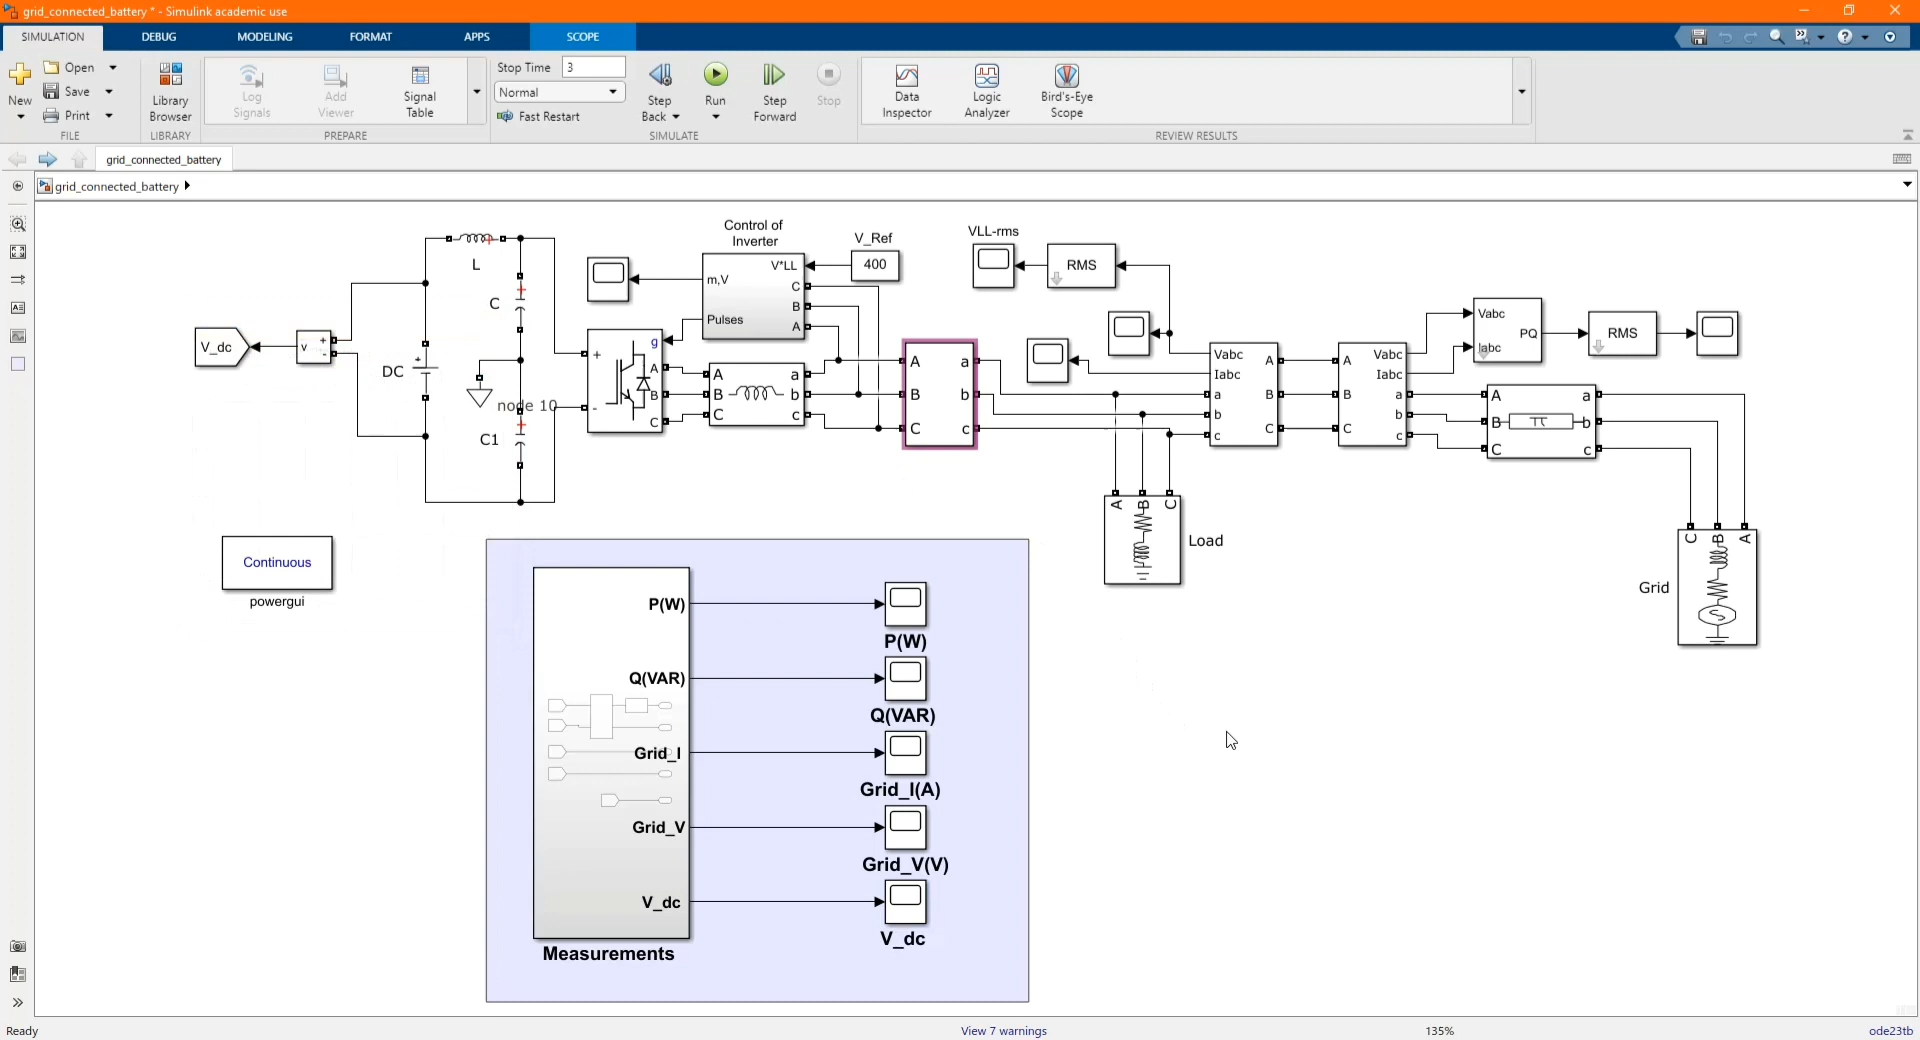 grid_connected_battery * - Simulink academic use
SIMULATION
DEBUG
MODELING
FORMAT
APPS
SCOPE
New
Open
Save
Print
FILE
Library
Browser
LIBRARY
Log
Signals
Add
Viewer
Signal
Table
PREPARE
Stop Time 3
Normal
Fast Restart
Step
Back
Run
Step
Forward
Stop
SIMULATE
Data
Inspector
Logic
Analyzer
Bird's-Eye
Scope
REVIEW RESULTS
grid_connected_battery
grid_connected_battery
Control of
Inverter
V_Ref
400
VLL-rms
RMS
L
C
V_dc
v
+
-
DC
node 10
C1
m,V
Pulses
V*LL
C
B
A
g
+
-
A
B
C
A
B
C
a
b
c
A
B
C
a
b
c
Vabc
Iabc
a
b
c
A
B
C
A
B
C
Vabc
Iabc
a
b
c
Vabc
Iabc
PQ
RMS
A
B
C
a
b
c
A
B
C
Load
C
B
A
Grid
Continuous
powergui
P(W)
P(W)
Q(VAR)
Q(VAR)
Grid_I
Grid_I(A)
Grid_V
Grid_V(V)
V_dc
V_dc
Measurements
Ready
View 7 warnings
135%
ode23tb